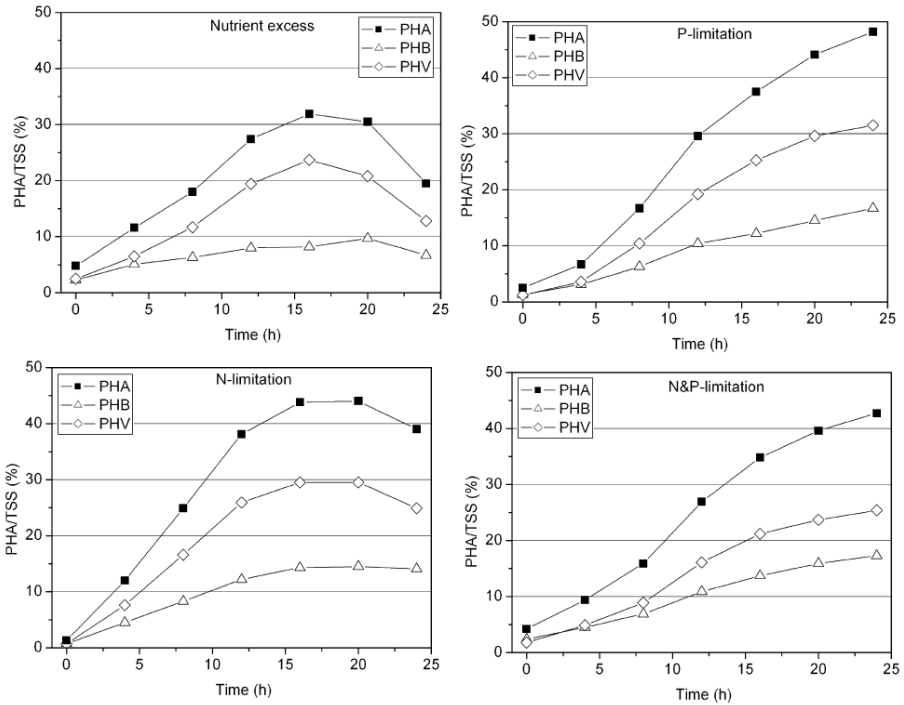 Nutrient excess
PHA
PHB
PHV
50
40
30
20
10
0
PHA/TSS (%)
0 5 10 15 20 25
Time (h)
P-limitation
PHA
PHB
PHV
50
40
30
20
10
0
PHA/TSS (%)
0 5 10 15 20 25
Time (h)
N-limitation
PHA
PHB
PHV
50
40
30
20
10
0
PHA/TSS (%)
0 5 10 15 20 25
Time (h)
N&P-limitation
PHA
PHB
PHV
50
40
30
20
10
0
PHA/TSS (%)
0 5 10 15 20 25
Time (h)